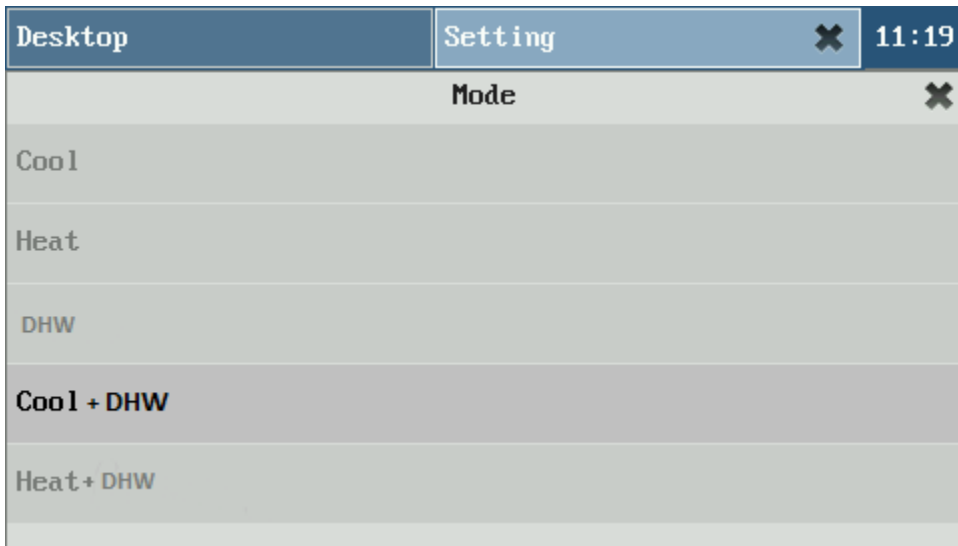 Desktop Setting 11:19
Mode
Cool
Heat
DHW
Cool + DHW
Heat+ DHW